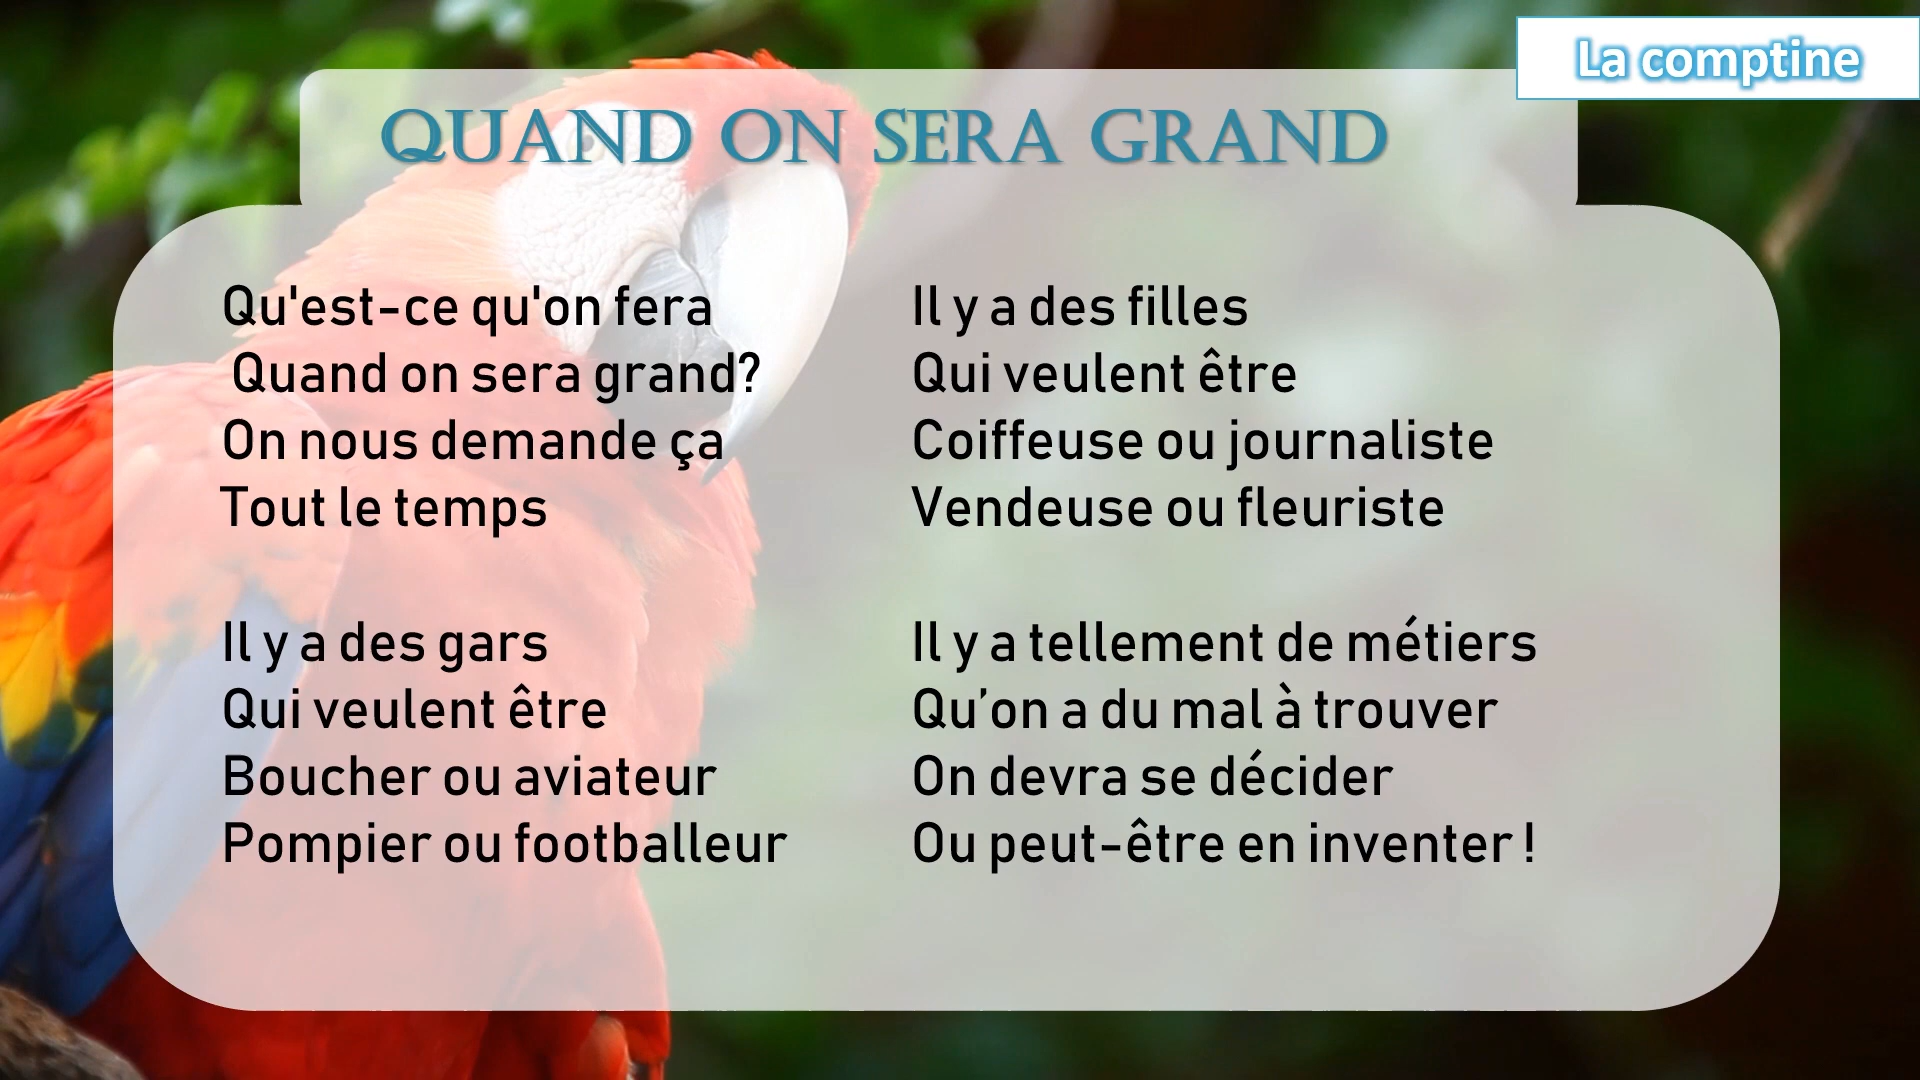 La comptine
QUAND ON SERA GRAND
Qu'est-ce qu'on fera
Quand on sera grand?
On nous demande ça
Tout le temps
Il y a des gars
Qui veulent être
Boucher ou aviateur
Pompier ou footballeur
Il y a des filles
Qui veulent être
Coiffeuse ou journaliste
Vendeuse ou fleuriste
Il y a tellement de métiers
Qu’on a du mal à trouver
On devra se décider
Ou peut-être en inventer !